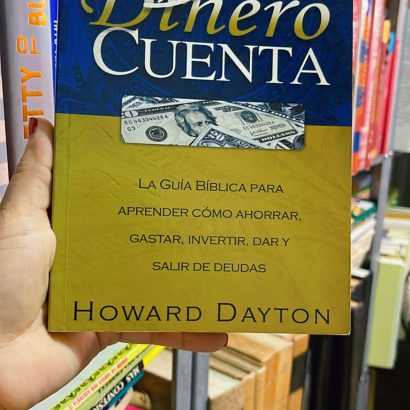 Dinero
CUENTA
LA GUÍA BÍBLICA PARA
APRENDER CÓMO AHORRAR,
GASTAR, INVERTIR, DAR Y
SALIR DE DEUDAS
HOWARD DAYTON